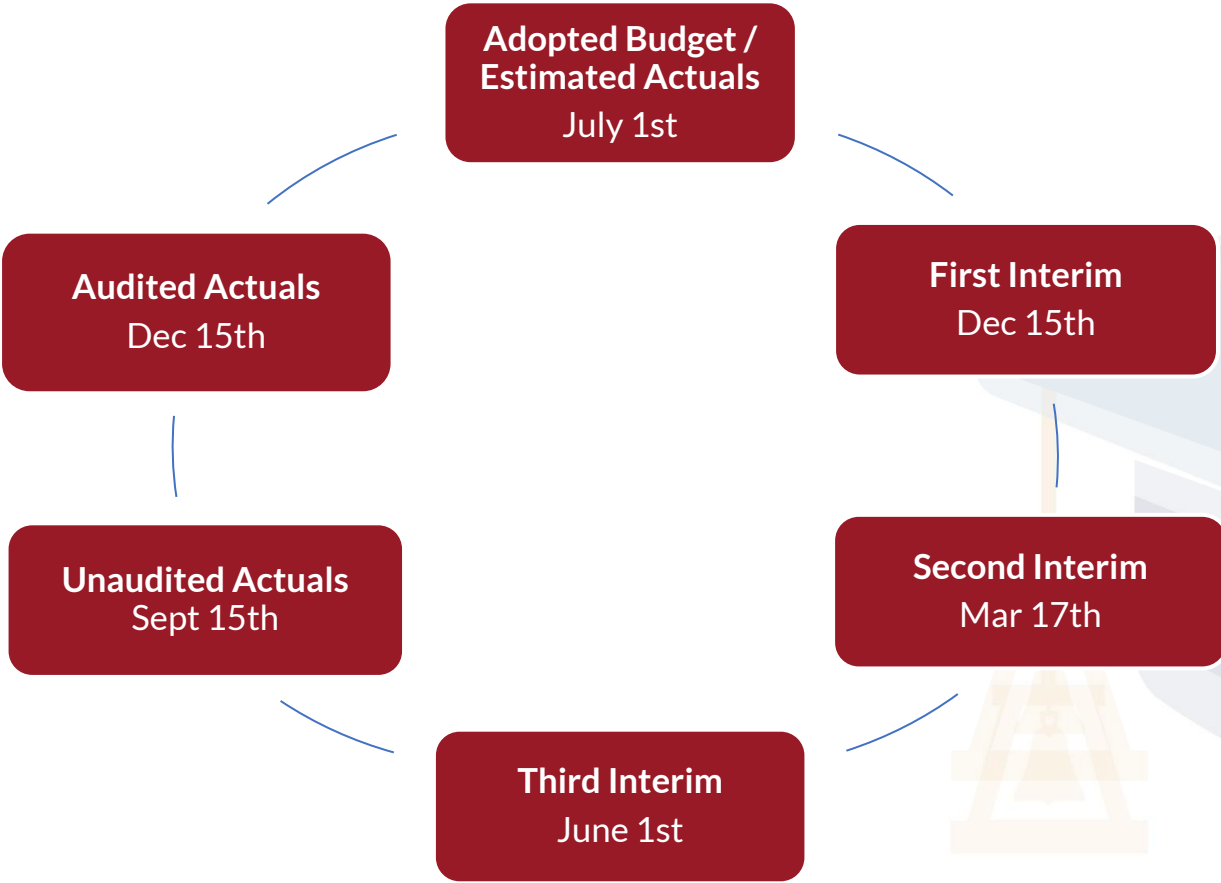 Adopted Budget /
Estimated Actuals
July 1st
First Interim
Dec 15th
Second Interim
Mar 17th
Third Interim
June 1st
Unaudited Actuals
Sept 15th
Audited Actuals
Dec 15th